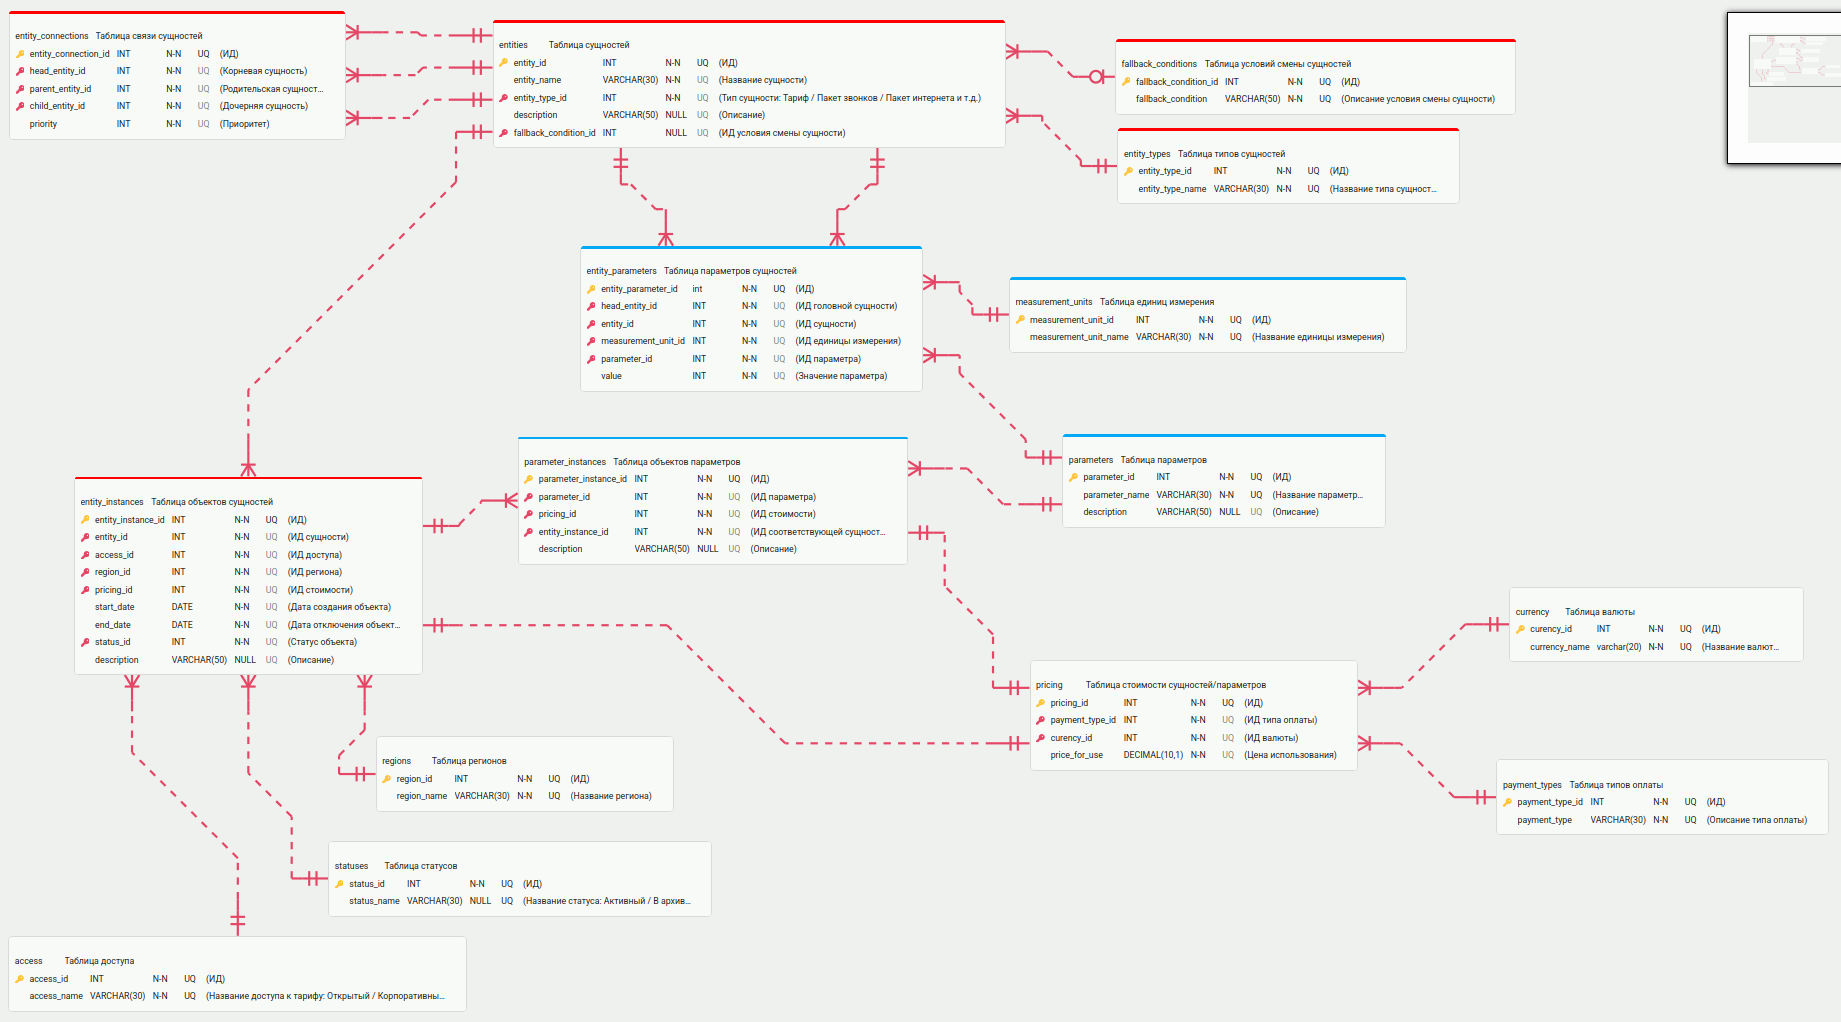 entity_connections Таблица связи сущностей
entity_connection_id INT N-N UQ (ИД)
head_entity_id INT N-N UQ (Корневая сущность)
parent_entity_id INT N-N UQ (Родительская сущност...
child_entity_id INT N-N UQ (Дочерняя сущность)
priority INT N-N UQ (Приоритет)
entities Таблица сущностей
entity_id INT N-N UQ (ИД)
entity_name VARCHAR(30) N-N UQ (Название сущности)
entity_type_id INT N-N UQ (Тип сущности: Тариф / Пакет звонков / Пакет интернета и т.д.)
description VARCHAR(50) NULL UQ (Описание)
fallback_condition_id INT NULL UQ (ИД условия смены сущности)
fallback_conditions Таблица условий смены сущностей
fallback_condition_id INT N-N UQ (ИД)
fallback_condition VARCHAR(50) N-N UQ (Описание условия смены сущности)
entity_types Таблица типов сущностей
entity_type_id INT N-N UQ (ИД)
entity_type_name VARCHAR(30) N-N UQ (Название типа сущност...
entity_parameters Таблица параметров сущностей
entity_parameter_id int N-N UQ (ИД)
head_entity_id INT N-N UQ (ИД головной сущности)
entity_id INT N-N UQ (ИД сущности)
measurement_unit_id INT N-N UQ (ИД единицы измерения)
parameter_id INT N-N UQ (ИД параметра)
value INT N-N UQ (Значение параметра)
measurement_units Таблица единиц измерения
measurement_unit_id INT N-N UQ (ИД)
measurement_unit_name VARCHAR(30) N-N UQ (Название единицы измерения)
parameter_instances Таблица объектов параметров
parameter_instance_id INT N-N UQ (ИД)
parameter_id INT N-N UQ (ИД параметра)
pricing_id INT N-N UQ (ИД стоимости)
entity_instance_id INT N-N UQ (ИД соответствующей сущност...
description VARCHAR(50) NULL UQ (Описание)
parameters Таблица параметров
parameter_id INT N-N UQ (ИД)
parameter_name VARCHAR(30) N-N UQ (Название параметр...
description VARCHAR(50) NULL UQ (Описание)
entity_instances Таблица объектов сущностей
entity_instance_id INT N-N UQ (ИД)
entity_id INT N-N UQ (ИД сущности)
access_id INT N-N UQ (ИД доступа)
region_id INT N-N UQ (ИД региона)
pricing_id INT N-N UQ (ИД стоимости)
start_date DATE N-N UQ (Дата создания объекта)
end_date DATE N-N UQ (Дата отключения объект...
status_id INT N-N UQ (Статус объекта)
description VARCHAR(50) NULL UQ (Описание)
currency Таблица валюты
curency_id INT N-N UQ (ИД)
currency_name varchar(20) N-N UQ (Название валют...
pricing Таблица стоимости сущностей/параметров
pricing_id INT N-N UQ (ИД)
payment_type_id INT N-N UQ (ИД типа оплаты)
curency_id INT N-N UQ (ИД валюты)
price_for_use DECIMAL(10,1) N-N UQ (Цена использования)
regions Таблица регионов
region_id INT N-N UQ (ИД)
region_name VARCHAR(30) N-N UQ (Название региона)
payment_types Таблица типов оплаты
payment_type_id INT N-N UQ (ИД)
payment_type VARCHAR(30) N-N UQ (Описание типа оплаты)
statuses Таблица статусов
status_id INT N-N UQ (ИД)
status_name VARCHAR(30) NULL UQ (Название статуса: Активный / В архив...
access Таблица доступа
access_id INT N-N UQ (ИД)
access_name VARCHAR(30) N-N UQ (Название доступа к тарифу: Открытый / Корпоративны...